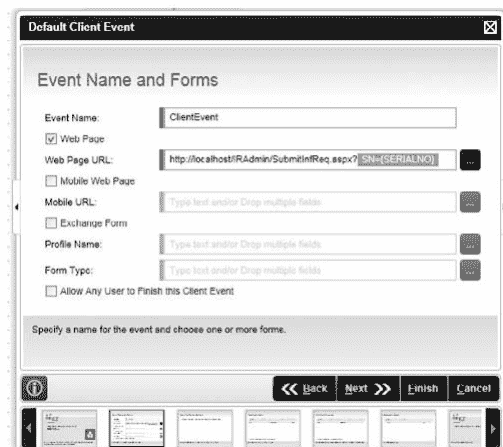 Default Client Event
Event Name and Forms
Event Name: ClientEvent
Web Page
Web Page URL: http://localhost/IRAdmin/SubmitInfReq.aspx?SN={SERIALNO} ...
Mobile Web Page
Mobile URL: Type text and/or Drop multiple fields ...
Exchange Form
Profile Name: Type text and/or Drop multiple fields ...
Form Type: Type text and/or Drop multiple fields ...
Allow Any User to Finish this Client Event
Specify a name for the event and choose one or more forms.
Back Next Finish Cancel